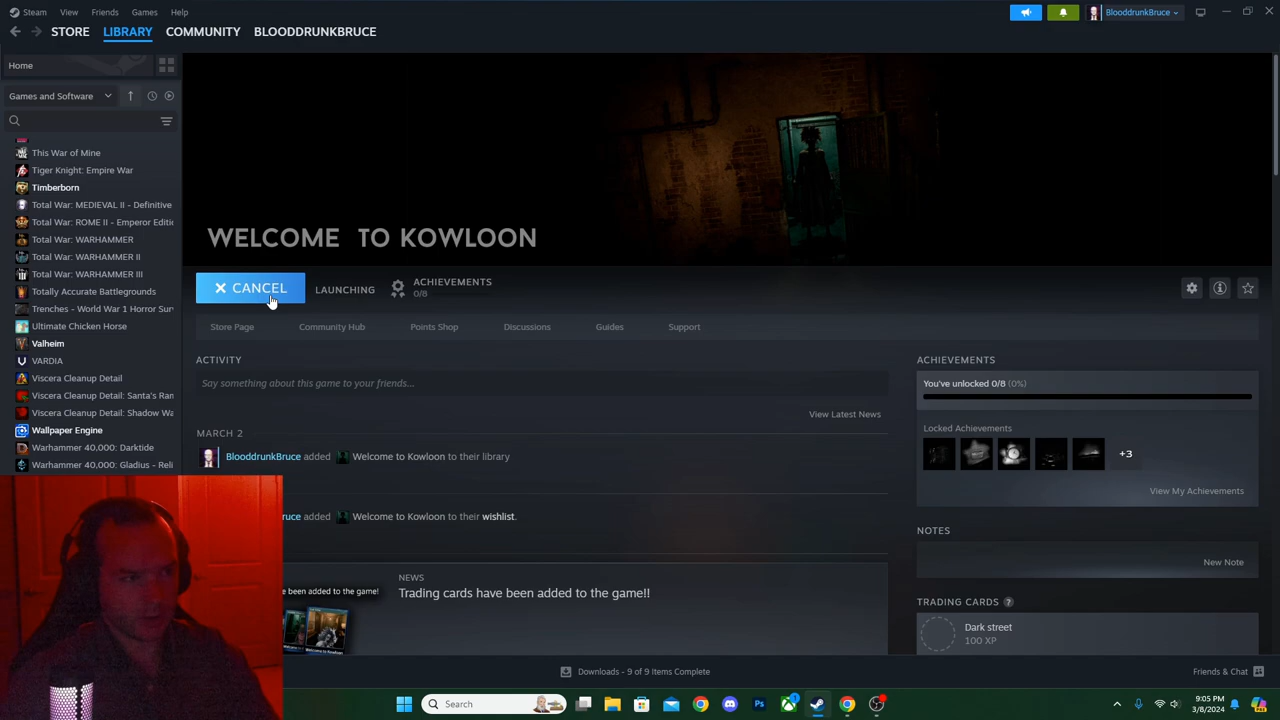 Steam View Friends Games Help
BlooddrunkBruce
STORE LIBRARY COMMUNITY BLOODDRUNKBRUCE
Home
Games and Software
This War of Mine
Tiger Knight: Empire War
Timberborn
Total War: MEDIEVAL II - Definitive
Total War: ROME II - Emperor Editi
Total War: WARHAMMER
Total War: WARHAMMER II
Total War: WARHAMMER III
Totally Accurate Battlegrounds
Trenches - World War 1 Horror Sur
Ultimate Chicken Horse
Valheim
VARDIA
Viscera Cleanup Detail
Viscera Cleanup Detail: Santa's Ran
Viscera Cleanup Detail: Shadow Wa
Wallpaper Engine
Warhammer 40,000: Darktide
Warhammer 40,000: Gladius - Reli
WELCOME TO KOWLOON
CANCEL
LAUNCHING
ACHIEVEMENTS
0/8
Store Page Community Hub Points Shop Discussions Guides Support
ACTIVITY
Say something about this game to your friends...
View Latest News
MARCH 2
BlooddrunkBruce added Welcome to Kowloon to their library
ruce added Welcome to Kowloon to their wishlist.
NEWS
Trading cards have been added to the game!!
e been added to the game!
Welcome to Kowloon
ACHIEVEMENTS
You've unlocked 0/8 (0%)
Locked Achievements
+3
View My Achievements
NOTES
New Note
TRADING CARDS
Dark street
100 XP
Downloads - 9 of 9 Items Complete
Friends & Chat
Search
1
9:05 PM
3/8/2024